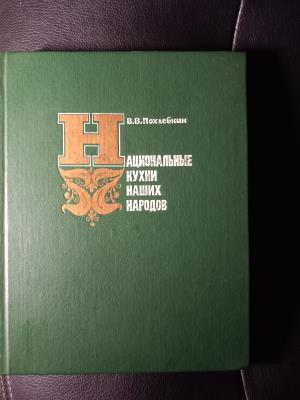 В.В.Похлебкин
НАЦИОНАЛЬНЫЕ
КУХНИ
НАШИХ
НАРОДОВ